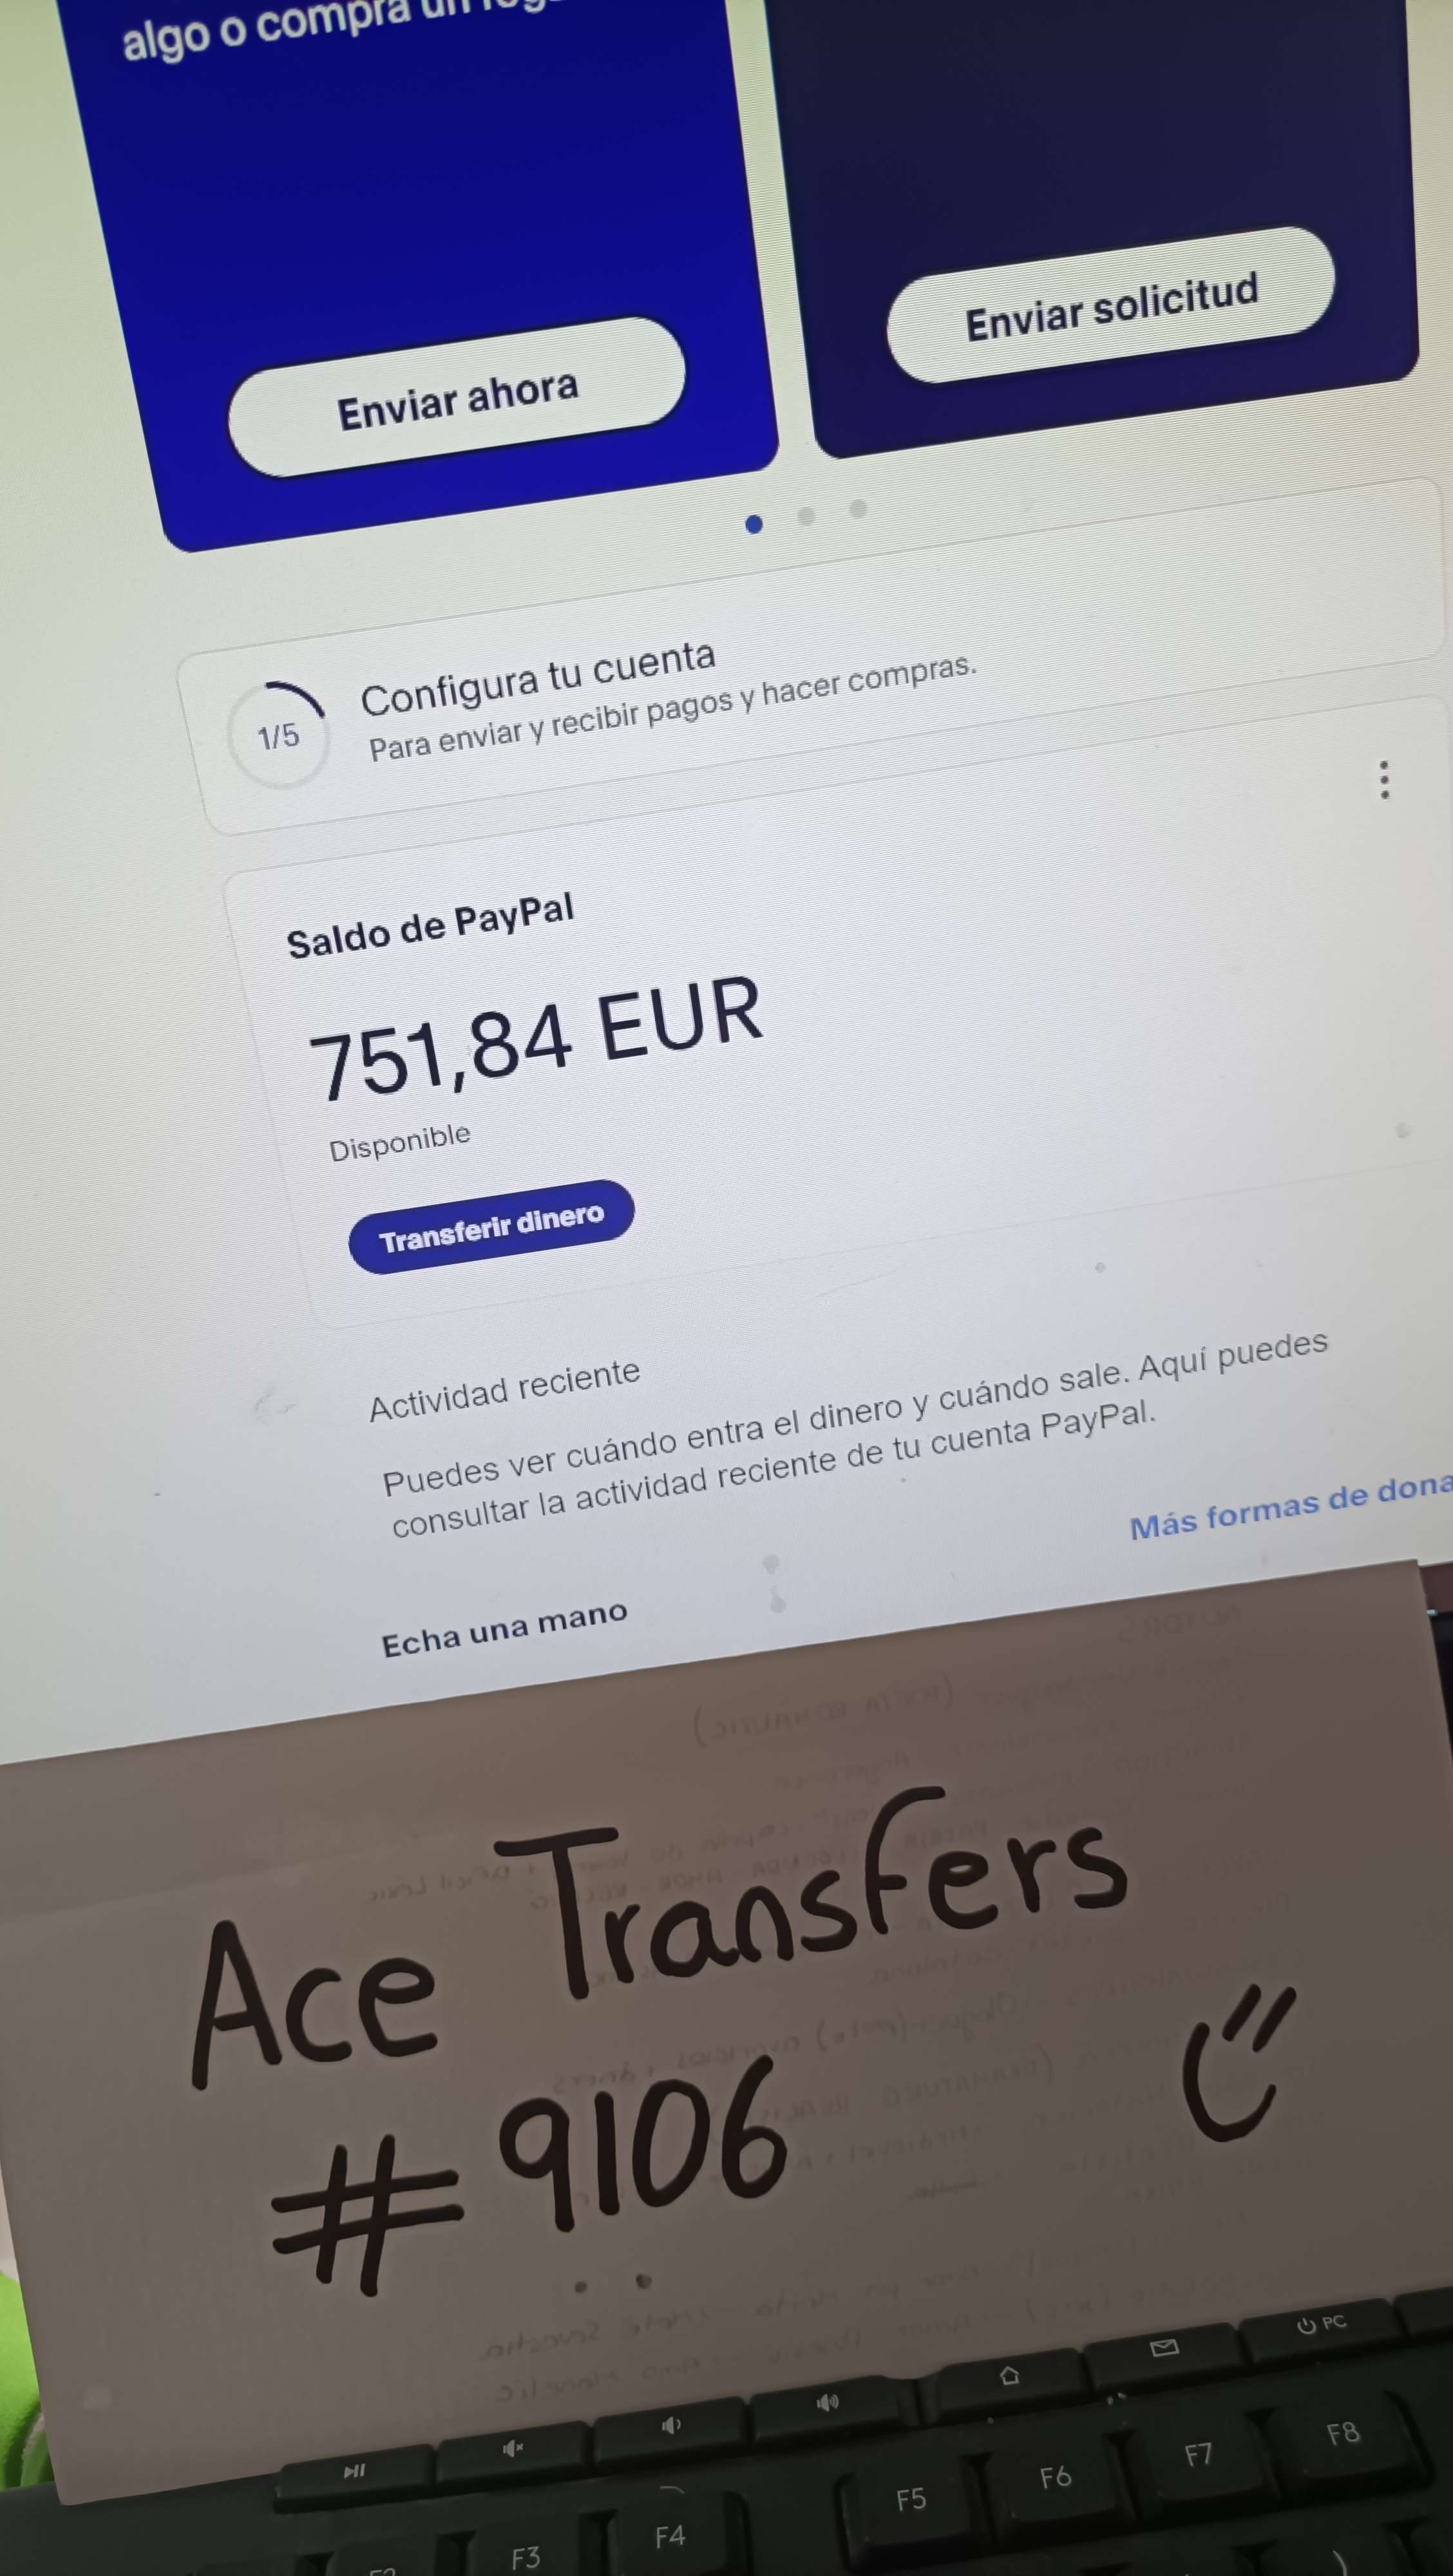 algo o compra un
Enviar ahora
Enviar solicitud
1/5
Configura tu cuenta
Para enviar y recibir pagos y hacer compras.
Saldo de PayPal
751,84 EUR
Disponible
Transferir dinero
Actividad reciente
Puedes ver cuándo entra el dinero y cuándo sale. Aquí puedes
consultar la actividad reciente de tu cuenta PayPal.
Más formas de dona
Echa una mano
Ace Transfers
#9106
PC
F3
F4
F5
F6
F7
F8